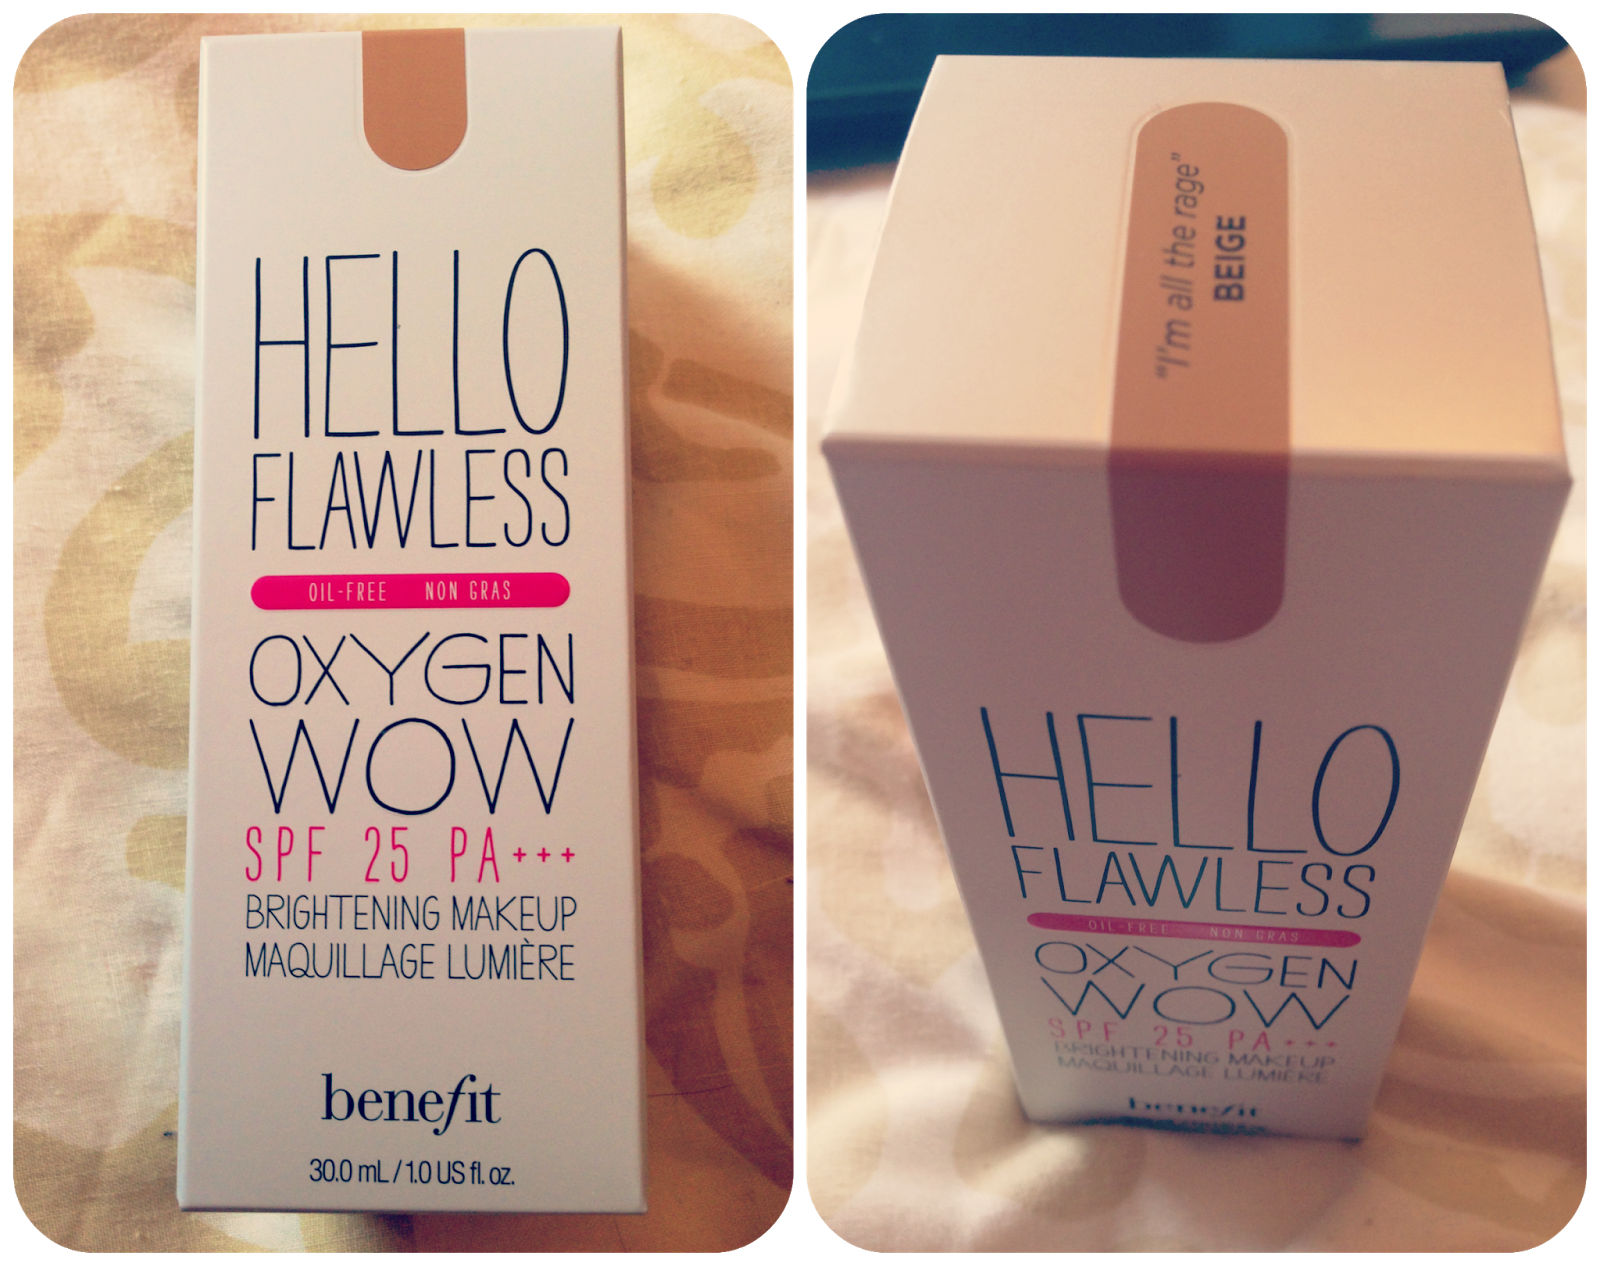 HELLO
FLAWLESS
OIL-FREE NON GRAS
OXYGEN
WOW
SPF 25 PA+++
BRIGHTENING MAKEUP
MAQUILLAGE LUMIÈRE
benefit
30.0 mL / 1.0 US fl. oz.
"I'm all the rage"
BEIGE
HELLO
FLAWLESS
OIL-FREE NON GRAS
OXYGEN
WOW
SPF 25 PA+++
BRIGHTENING MAKEUP
MAQUILLAGE LUMIÈRE
benefit